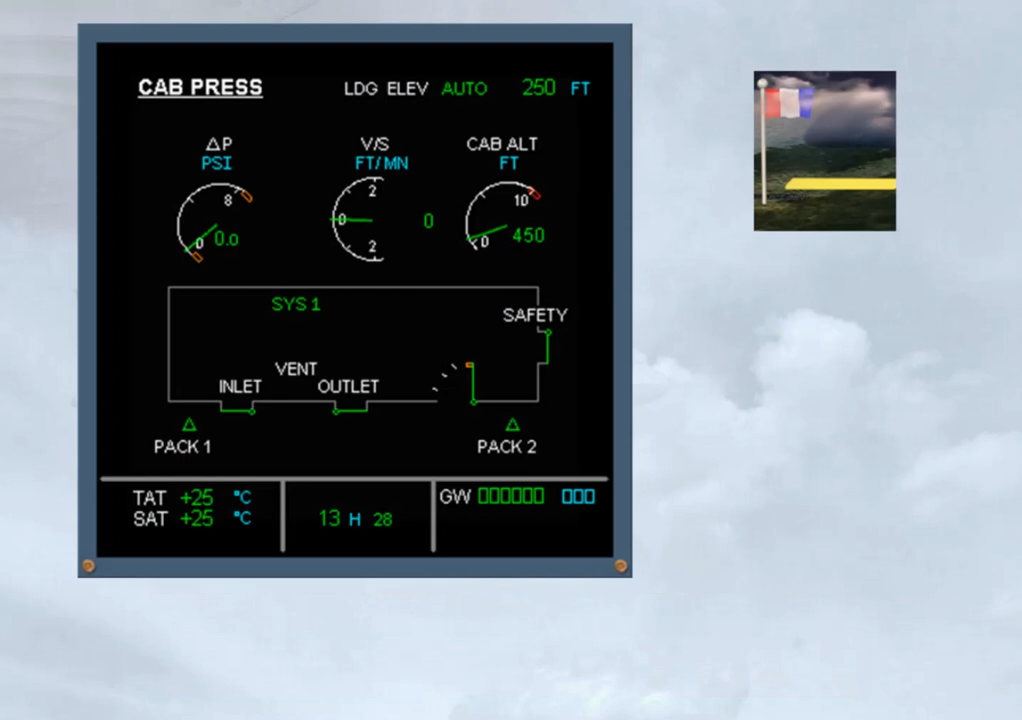 CAB PRESS LDG ELEV AUTO 250 FT
ΔP V/S CAB ALT
PSI FT/MN FT
8 2 10
0 0.0 0 0 0 450
2
SYS 1
SAFETY
VENT
INLET OUTLET
PACK 1 PACK 2
TAT +25 °C GW
SAT +25 °C 13 H 28